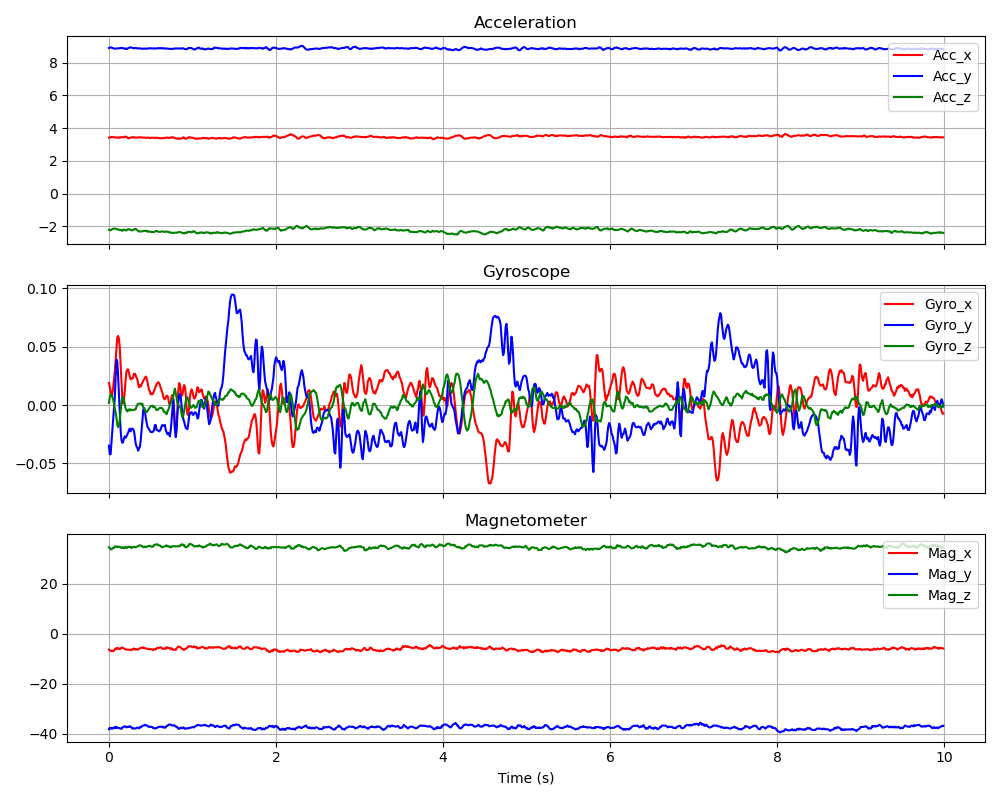 Acceleration
8
6
4
2
0
−2
Acc_x
Acc_y
Acc_z
Gyroscope
0.10
0.05
0.00
−0.05
Gyro_x
Gyro_y
Gyro_z
Magnetometer
20
0
−20
−40
Mag_x
Mag_y
Mag_z
0 2 4 6 8 10
Time (s)